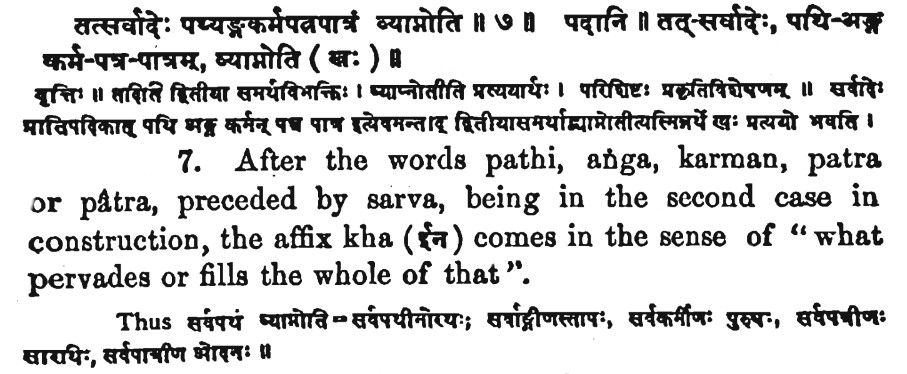 तत्सर्वादेः पथ्यङ्गकर्मपत्रपात्रं व्याप्नोति ॥ ७ ॥ पदानि ॥ तत्-सर्वादेः, पथि-अङ्ग
कर्म-पत्र-पात्रम्, व्याप्नोति ( खः ) ॥
वृत्तिः ॥ तदिति द्वितीया समर्थविभक्तिः । व्याप्नोतीति प्रत्ययार्थः । परिशिष्टः प्रकृतिविशेषणम् ॥ सर्वादेः
प्रातिपदिकात् पथि अङ्ग कर्मन् पत्र पात्र इत्येवमन्ताद् द्वितीयासमर्थाद्व्याप्नोतीत्यस्मिन्नर्थे खः प्रत्ययो भवति ।
7. After the words pathi, aṅga, karman, patra
or pâtra, preceded by sarva, being in the second case in
construction, the affix kha (ईन) comes in the sense of “what
pervades or fills the whole of that”.
Thus सर्वपथं व्याप्नोति=सर्वपथीनोरथः; सर्वाङ्गीणस्तापः, सर्वकर्मीणः पुरुषः, सर्वपत्रीणः
सारथिः, सर्वपात्रीण ओदनः ॥